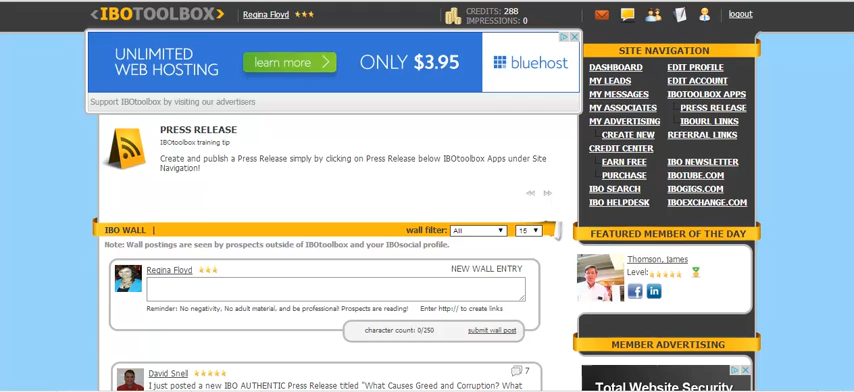 <IBOTOOLBOX>
Regina Floyd
CREDITS: 288
IMPRESSIONS: 0
logout
UNLIMITED
WEB HOSTING
learn more
ONLY $3.95
bluehost
Support IBOtoolbox by visiting our advertisers
PRESS RELEASE
IBOtoolbox training tip
Create and publish a Press Release simply by clicking on Press Release below IBOtoolbox Apps under Site
Navigation!
IBO WALL |
wall filter: All 15
Note: Wall postings are seen by prospects outside of IBOtoolbox and your IBOsocial profile.
Regina Floyd
NEW WALL ENTRY
Reminder: No negativity, No adult material, and be professional! Prospects are reading! Enter http:// to create links
character count: 0/250 submit wall post
David Snell
7
I just posted a new IBO AUTHENTIC Press Release titled "What Causes Greed and Corruption? What
SITE NAVIGATION
DASHBOARD
MY LEADS
MY MESSAGES
MY ASSOCIATES
MY ADVERTISING
CREATE NEW
CREDIT CENTER
EARN FREE
PURCHASE
IBO SEARCH
IBO HELPDESK
EDIT PROFILE
EDIT ACCOUNT
IBOTOOLBOX APPS
PRESS RELEASE
IBOURL LINKS
REFERRAL LINKS
IBO NEWSLETTER
IBOTUBE.COM
IBOGIGS.COM
IBOEXCHANGE.COM
FEATURED MEMBER OF THE DAY
Thomson, James
Level:
MEMBER ADVERTISING
Total Website Security